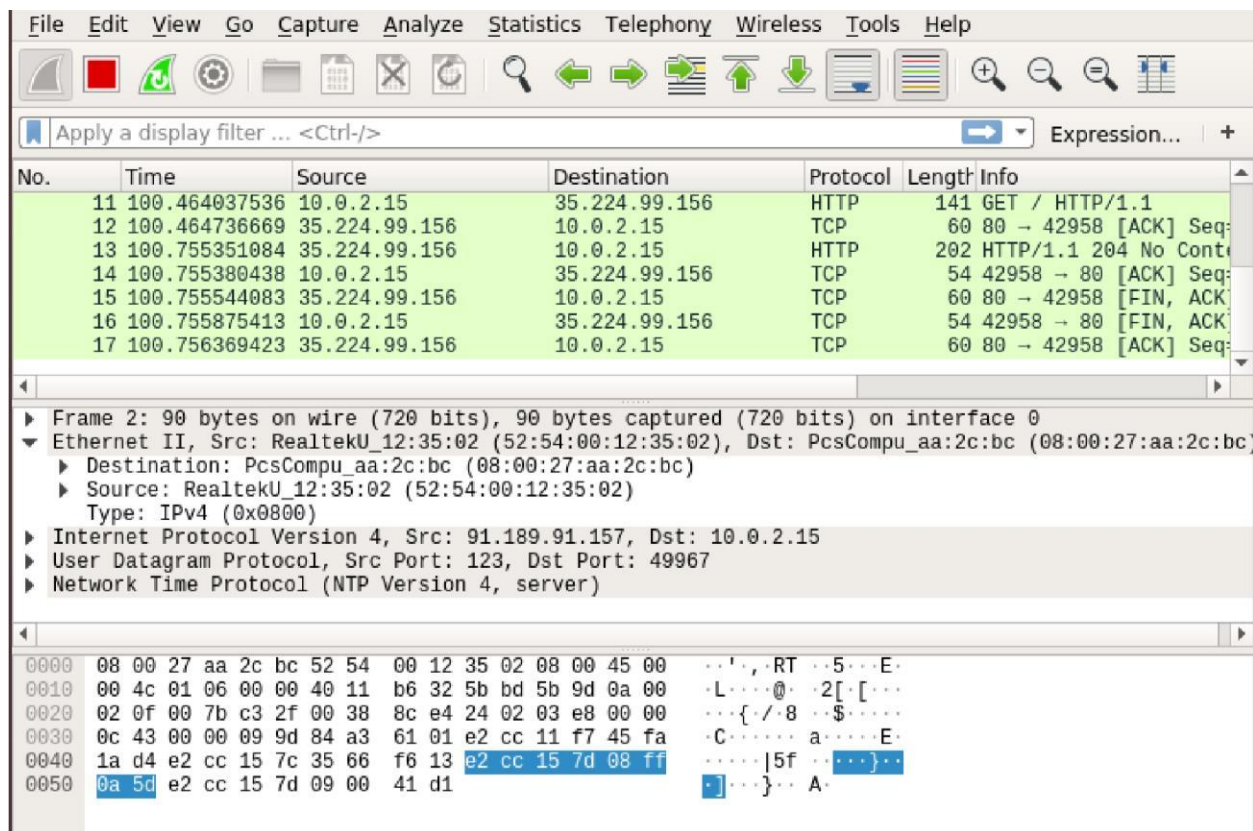 File Edit View Go Capture Analyze Statistics Telephony Wireless Tools Help
Apply a display filter ... <Ctrl-/> Expression... +
No. Time Source Destination Protocol Length Info
11 100.464037536 10.0.2.15 35.224.99.156 HTTP 141 GET / HTTP/1.1
12 100.464736669 35.224.99.156 10.0.2.15 TCP 60 80 → 42958 [ACK] Seq=
13 100.755351084 35.224.99.156 10.0.2.15 HTTP 202 HTTP/1.1 204 No Conte
14 100.755380438 10.0.2.15 35.224.99.156 TCP 54 42958 → 80 [ACK] Seq=
15 100.755544083 35.224.99.156 10.0.2.15 TCP 60 80 → 42958 [FIN, ACK]
16 100.755875413 10.0.2.15 35.224.99.156 TCP 54 42958 → 80 [FIN, ACK]
17 100.756369423 35.224.99.156 10.0.2.15 TCP 60 80 → 42958 [ACK] Seq=
Frame 2: 90 bytes on wire (720 bits), 90 bytes captured (720 bits) on interface 0
Ethernet II, Src: RealtekU_12:35:02 (52:54:00:12:35:02), Dst: PcsCompu_aa:2c:bc (08:00:27:aa:2c:bc)
Destination: PcsCompu_aa:2c:bc (08:00:27:aa:2c:bc)
Source: RealtekU_12:35:02 (52:54:00:12:35:02)
Type: IPv4 (0x0800)
Internet Protocol Version 4, Src: 91.189.91.157, Dst: 10.0.2.15
User Datagram Protocol, Src Port: 123, Dst Port: 49967
Network Time Protocol (NTP Version 4, server)
0000 08 00 27 aa 2c bc 52 54 00 12 35 02 08 00 45 00 ··'·,·RT ··5···E·
0010 00 4c 01 06 00 00 40 11 b6 32 5b bd 5b 9d 0a 00 ·L····@· ·2[·[···
0020 02 0f 00 7b c3 2f 00 38 8c e4 24 02 03 e8 00 00 ···{·/·8 ··$·····
0030 0c 43 00 00 09 9d 84 a3 61 01 e2 cc 11 f7 45 fa ·C······ a·····E·
0040 1a d4 e2 cc 15 7c 35 66 f6 13 e2 cc 15 7d 08 ff ·····|5f ·····}··
0050 0a 5d e2 cc 15 7d 09 00 41 d1 ·]···}·· A·